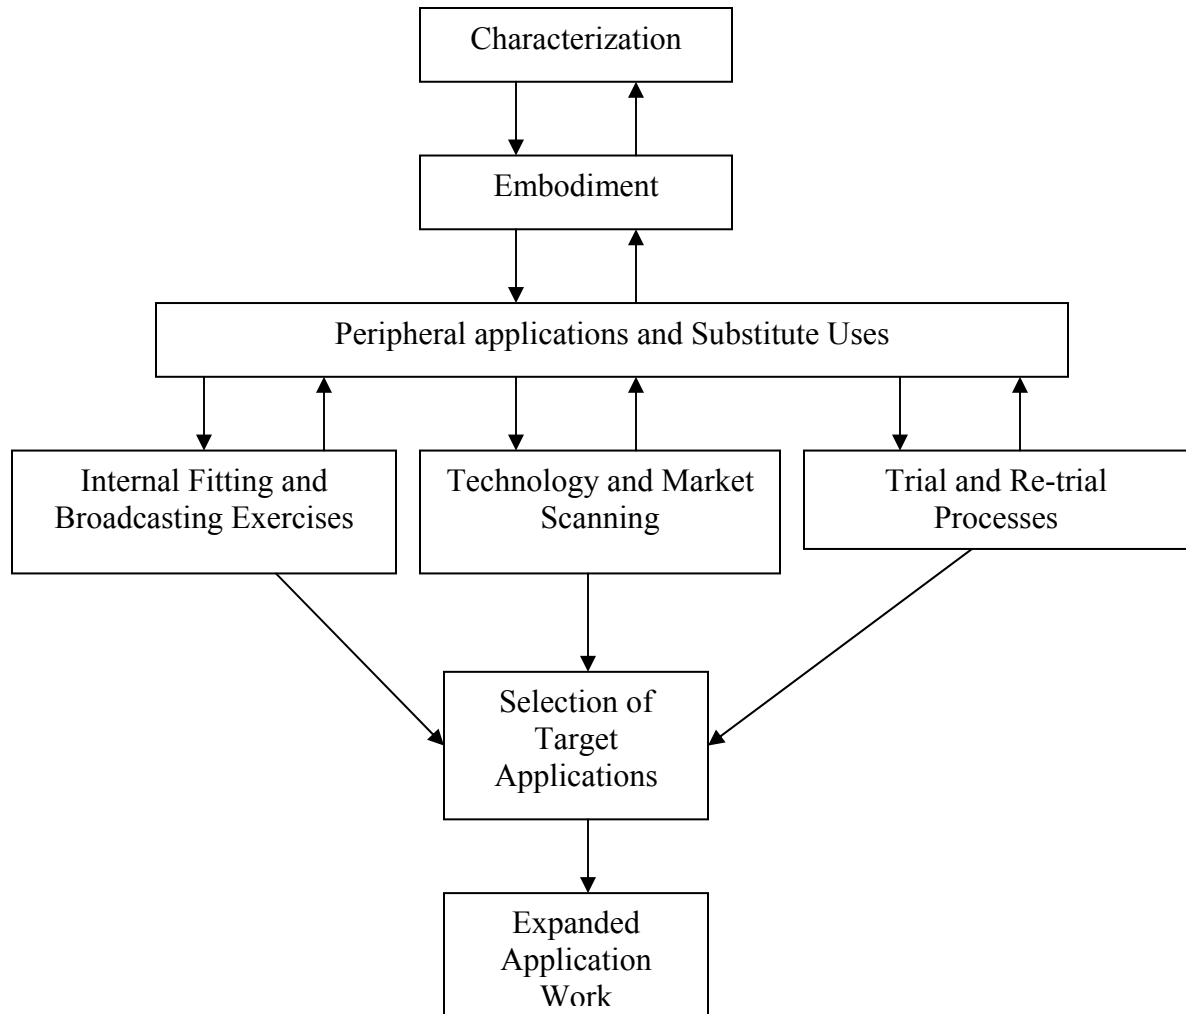 Characterization
Embodiment
Peripheral applications and Substitute Uses
Internal Fitting and
Broadcasting Exercises
Technology and Market
Scanning
Trial and Re-trial
Processes
Selection of
Target
Applications
Expanded
Application
Work